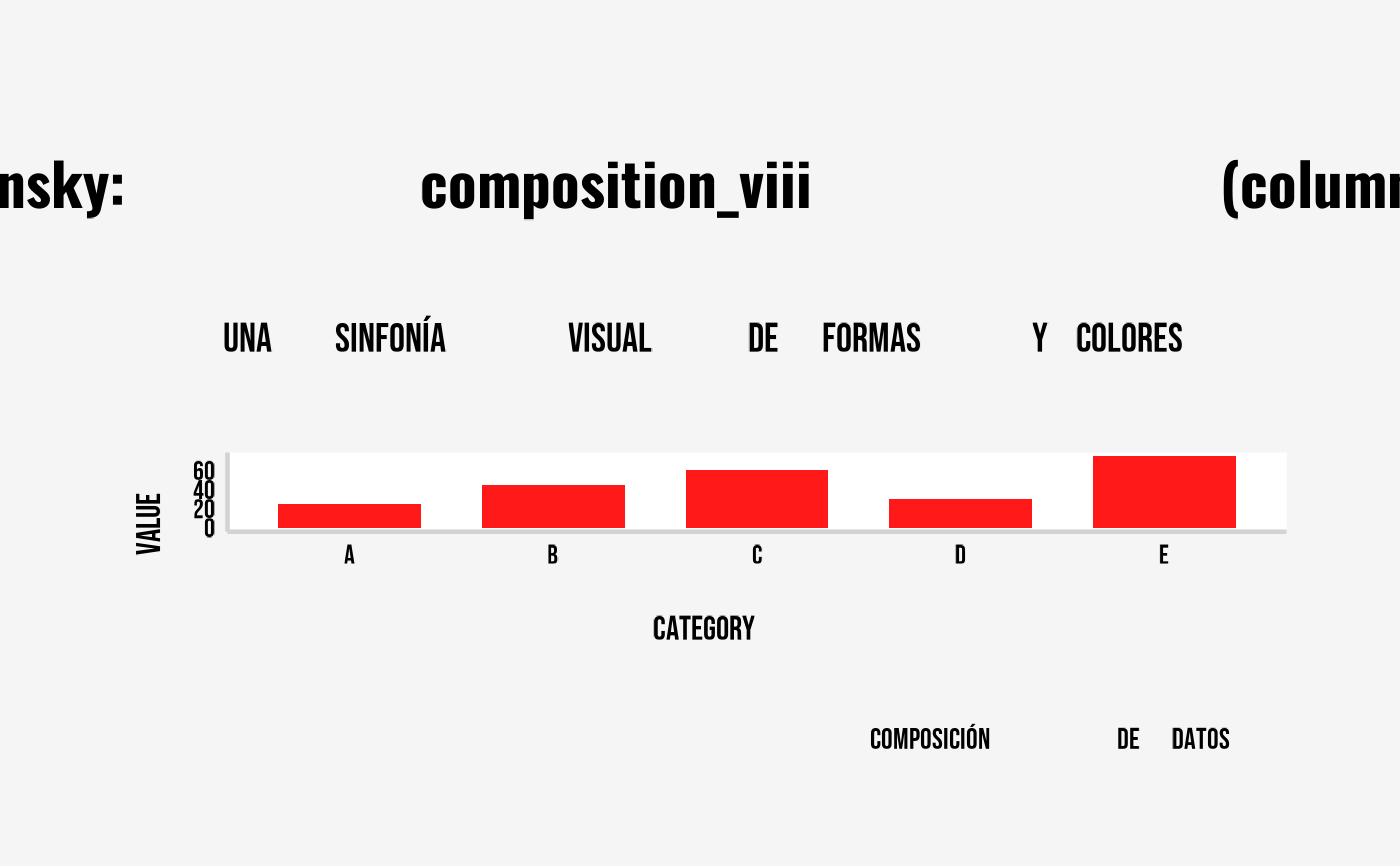 nsky: composition_viii (colum
UNA SINFONÍA VISUAL DE FORMAS Y COLORES
60
40
20
0
VALUE
A B C D E
CATEGORY
COMPOSICIÓN DE DATOS